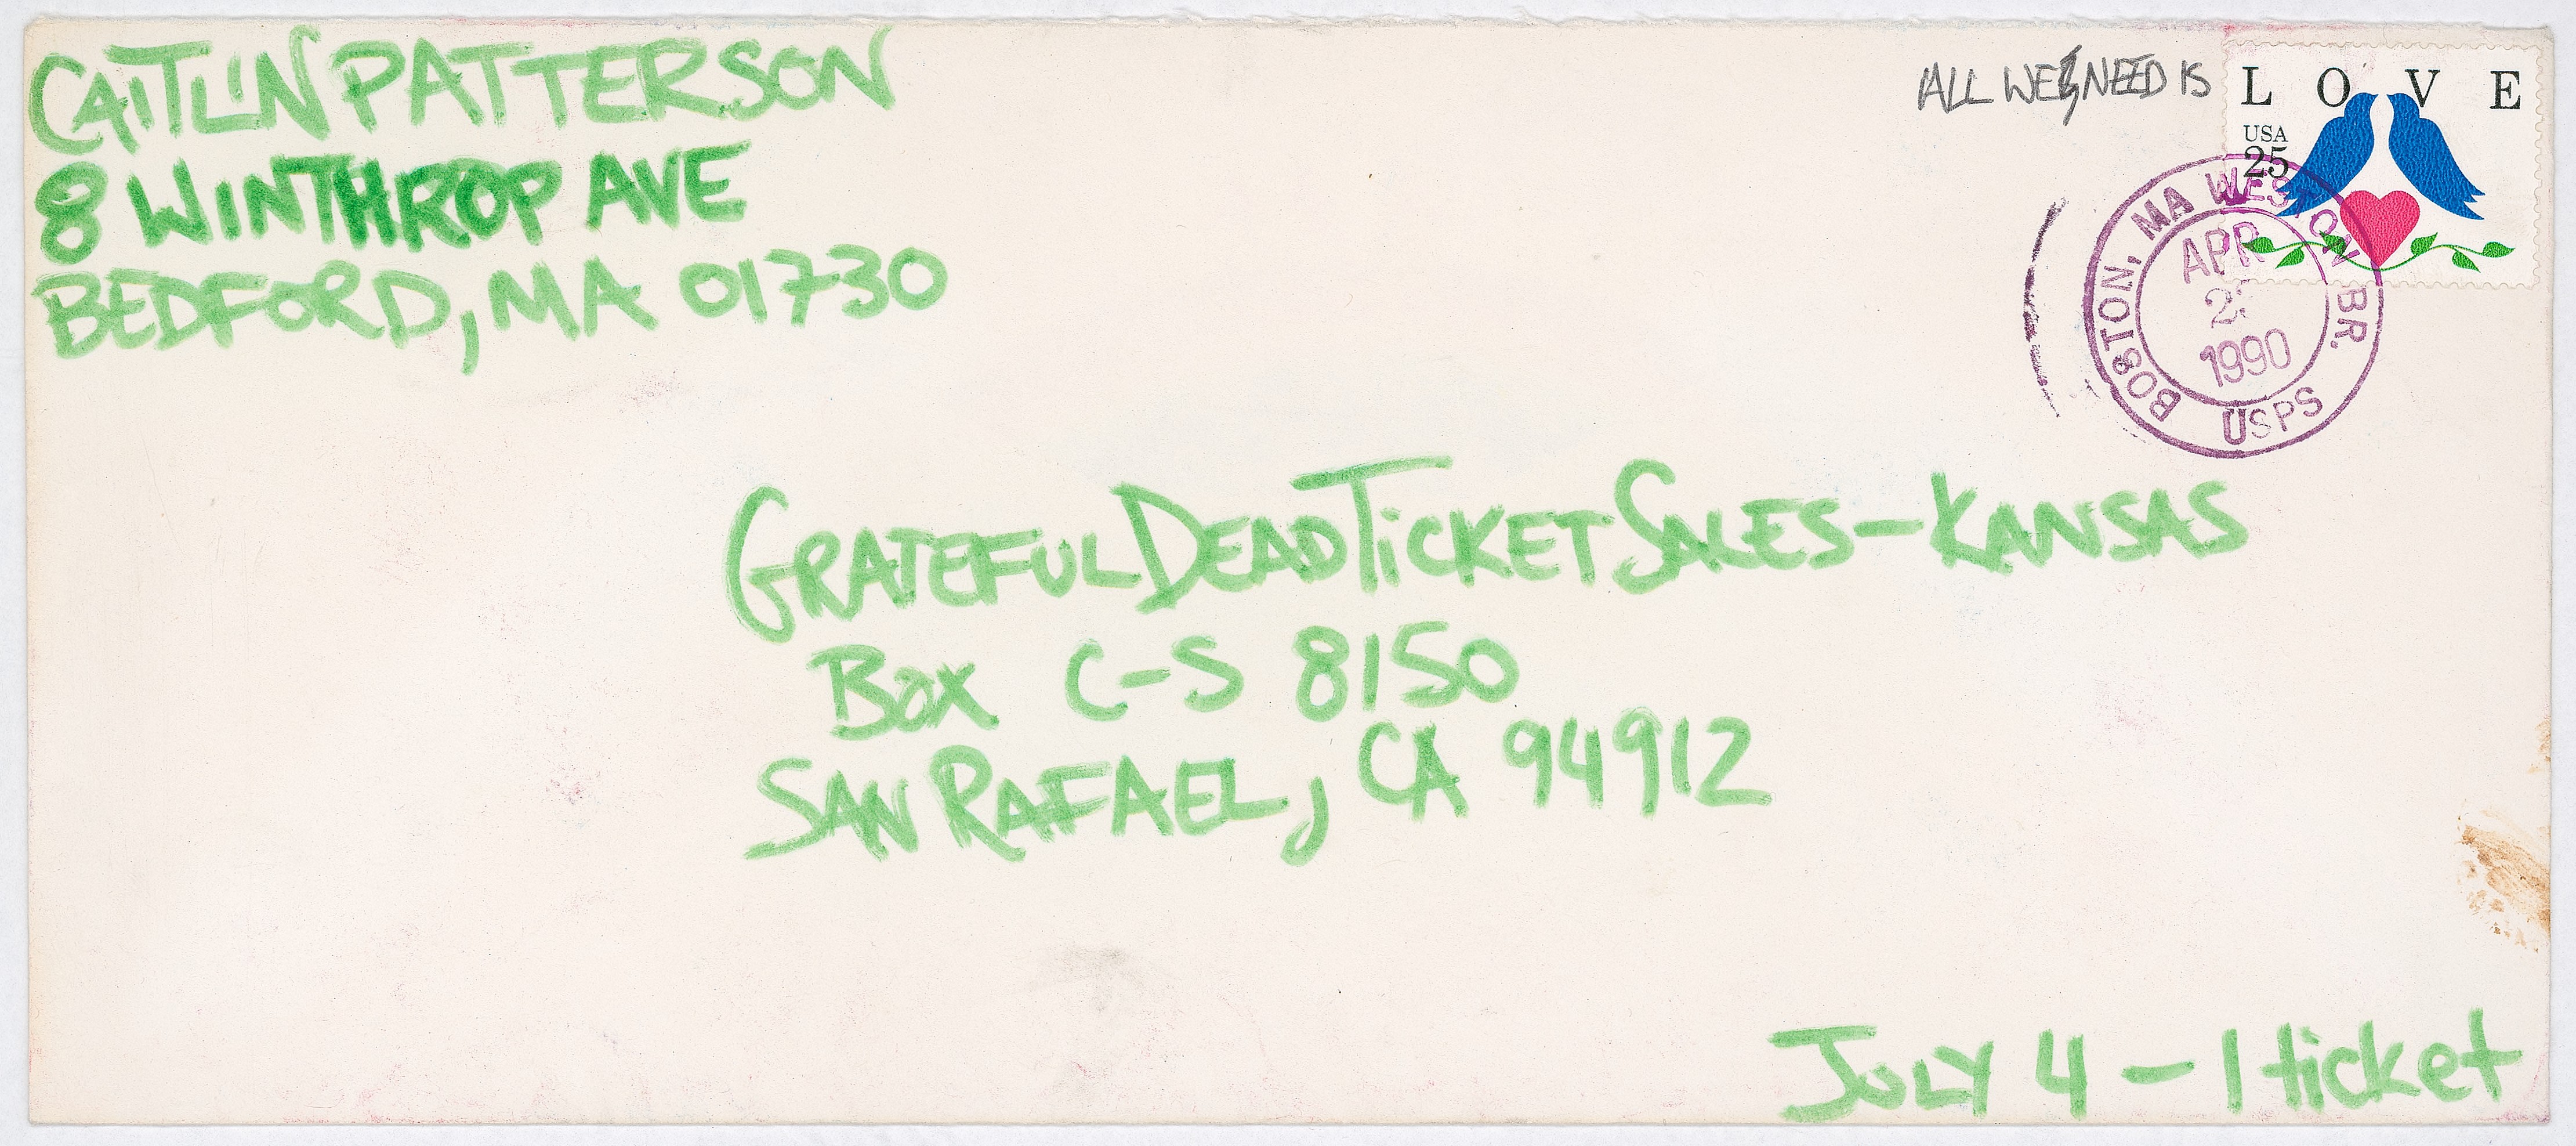 CAITLIN PATTERSON
8 WINTHROP AVE
BEDFORD, MA 01730
ALL WE NEED IS
L O V E
USA
25
BOSTON, MA WESTON BR.
APR
1990
USPS
GRATEFUL DEAD TiCKET SALES-KANSAS
Box C-S 8150
SAN RAFAEL, CA 94912
JULY 4 - 1 ticket